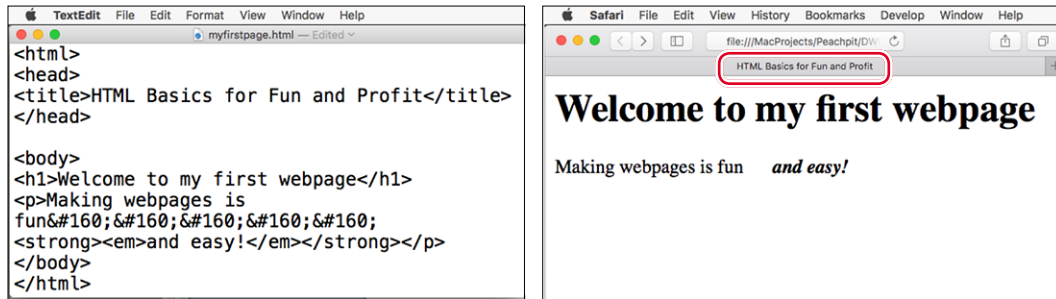 TextEdit File Edit Format View Window Help
myfirstpage.html — Edited
<html>
<head>
<title>HTML Basics for Fun and Profit</title>
</head>
<body>
<h1>Welcome to my first webpage</h1>
<p>Making webpages is
fun&#160;&#160;&#160;&#160;&#160;
<strong><em>and easy!</em></strong></p>
</body>
</html>
Safari File Edit View History Bookmarks Develop Window Help
file:///MacProjects/Peachpit/DW
HTML Basics for Fun and Profit
Welcome to my first webpage
Making webpages is fun and easy!